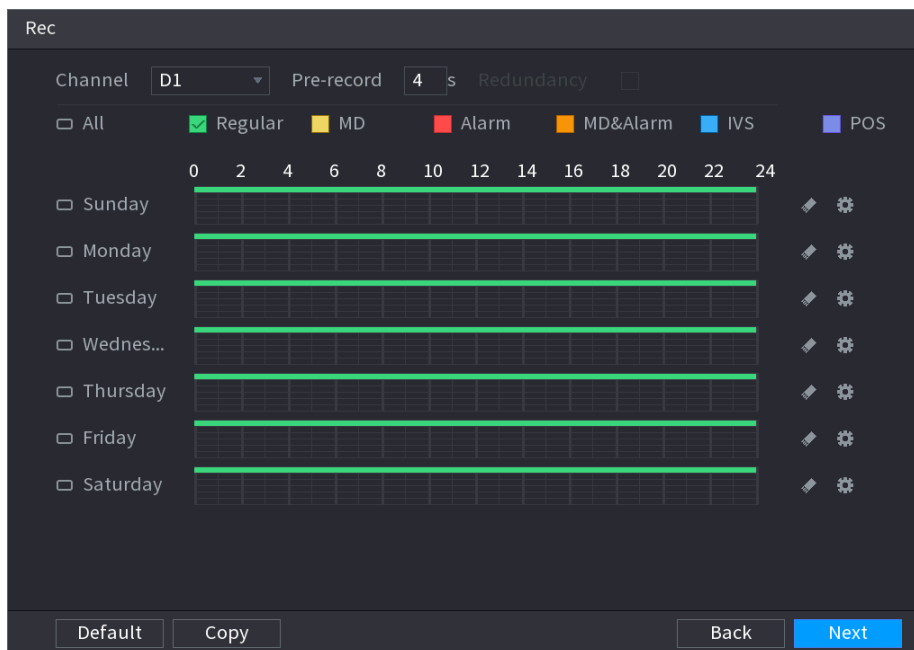 Rec
Channel D1 Pre-record 4 s Redundancy
All Regular MD Alarm MD&Alarm IVS POS
0 2 4 6 8 10 12 14 16 18 20 22 24
Sunday
Monday
Tuesday
Wednes...
Thursday
Friday
Saturday
Default Copy Back Next